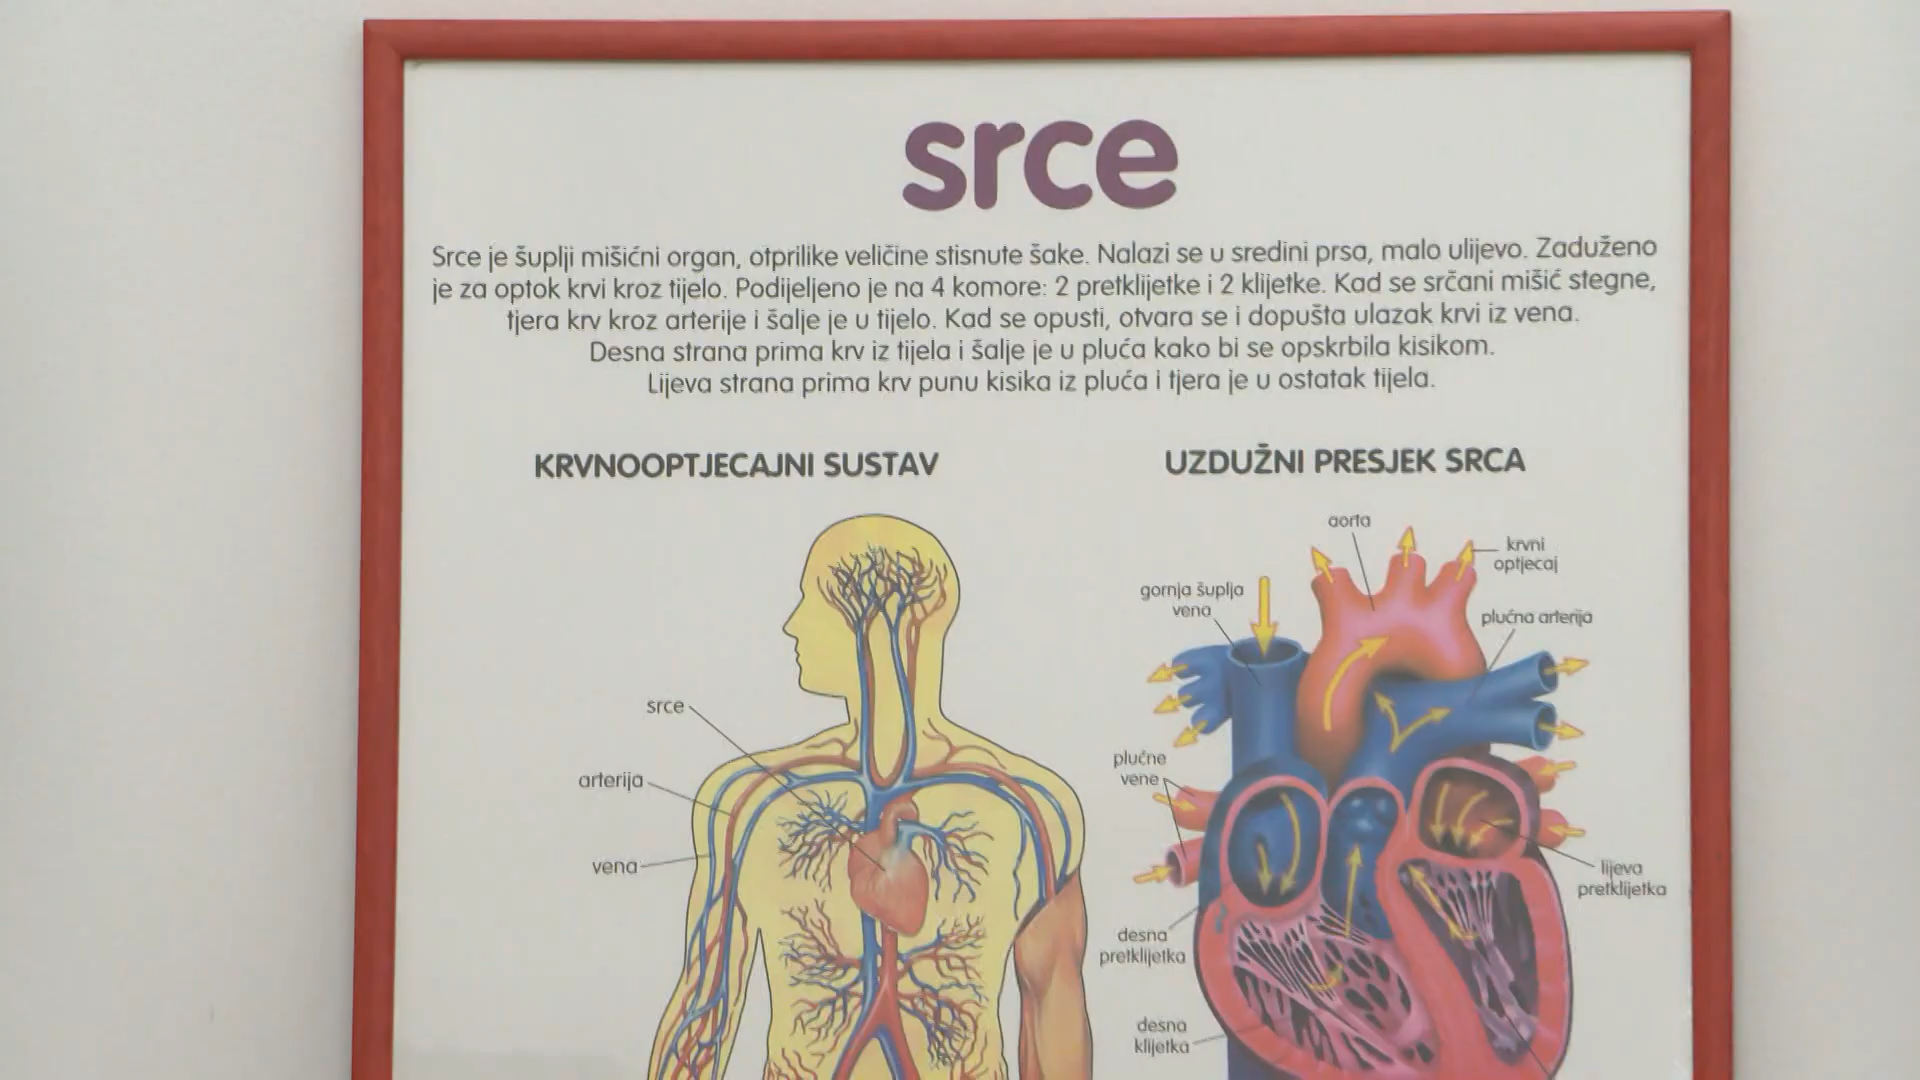 srce
Srce je šuplji mišićni organ, otprilike veličine stisnute šake. Nalazi se u sredini prsa, malo ulijevo. Zaduženo
je za optok krvi kroz tijelo. Podijeljeno je na 4 komore: 2 pretklijetke i 2 klijetke. Kad se srčani mišić stegne,
tjera krv kroz arterije i šalje je u tijelo. Kad se opusti, otvara se i dopušta ulazak krvi iz vena.
Desna strana prima krv iz tijela i šalje je u pluća kako bi se opskrbila kisikom.
Lijeva strana prima krv punu kisika iz pluća i tjera je u ostatak tijela.
KRVNOOPTJECAJNI SUSTAV
srce
arterija
vena
UZDUŽNI PRESJEK SRCA
aorta
krvni
optjecaj
gornja šuplja
vena
plućna arterija
plućne
vene
lijeva
pretklijetka
desna
pretklijetka
desna
klijetka